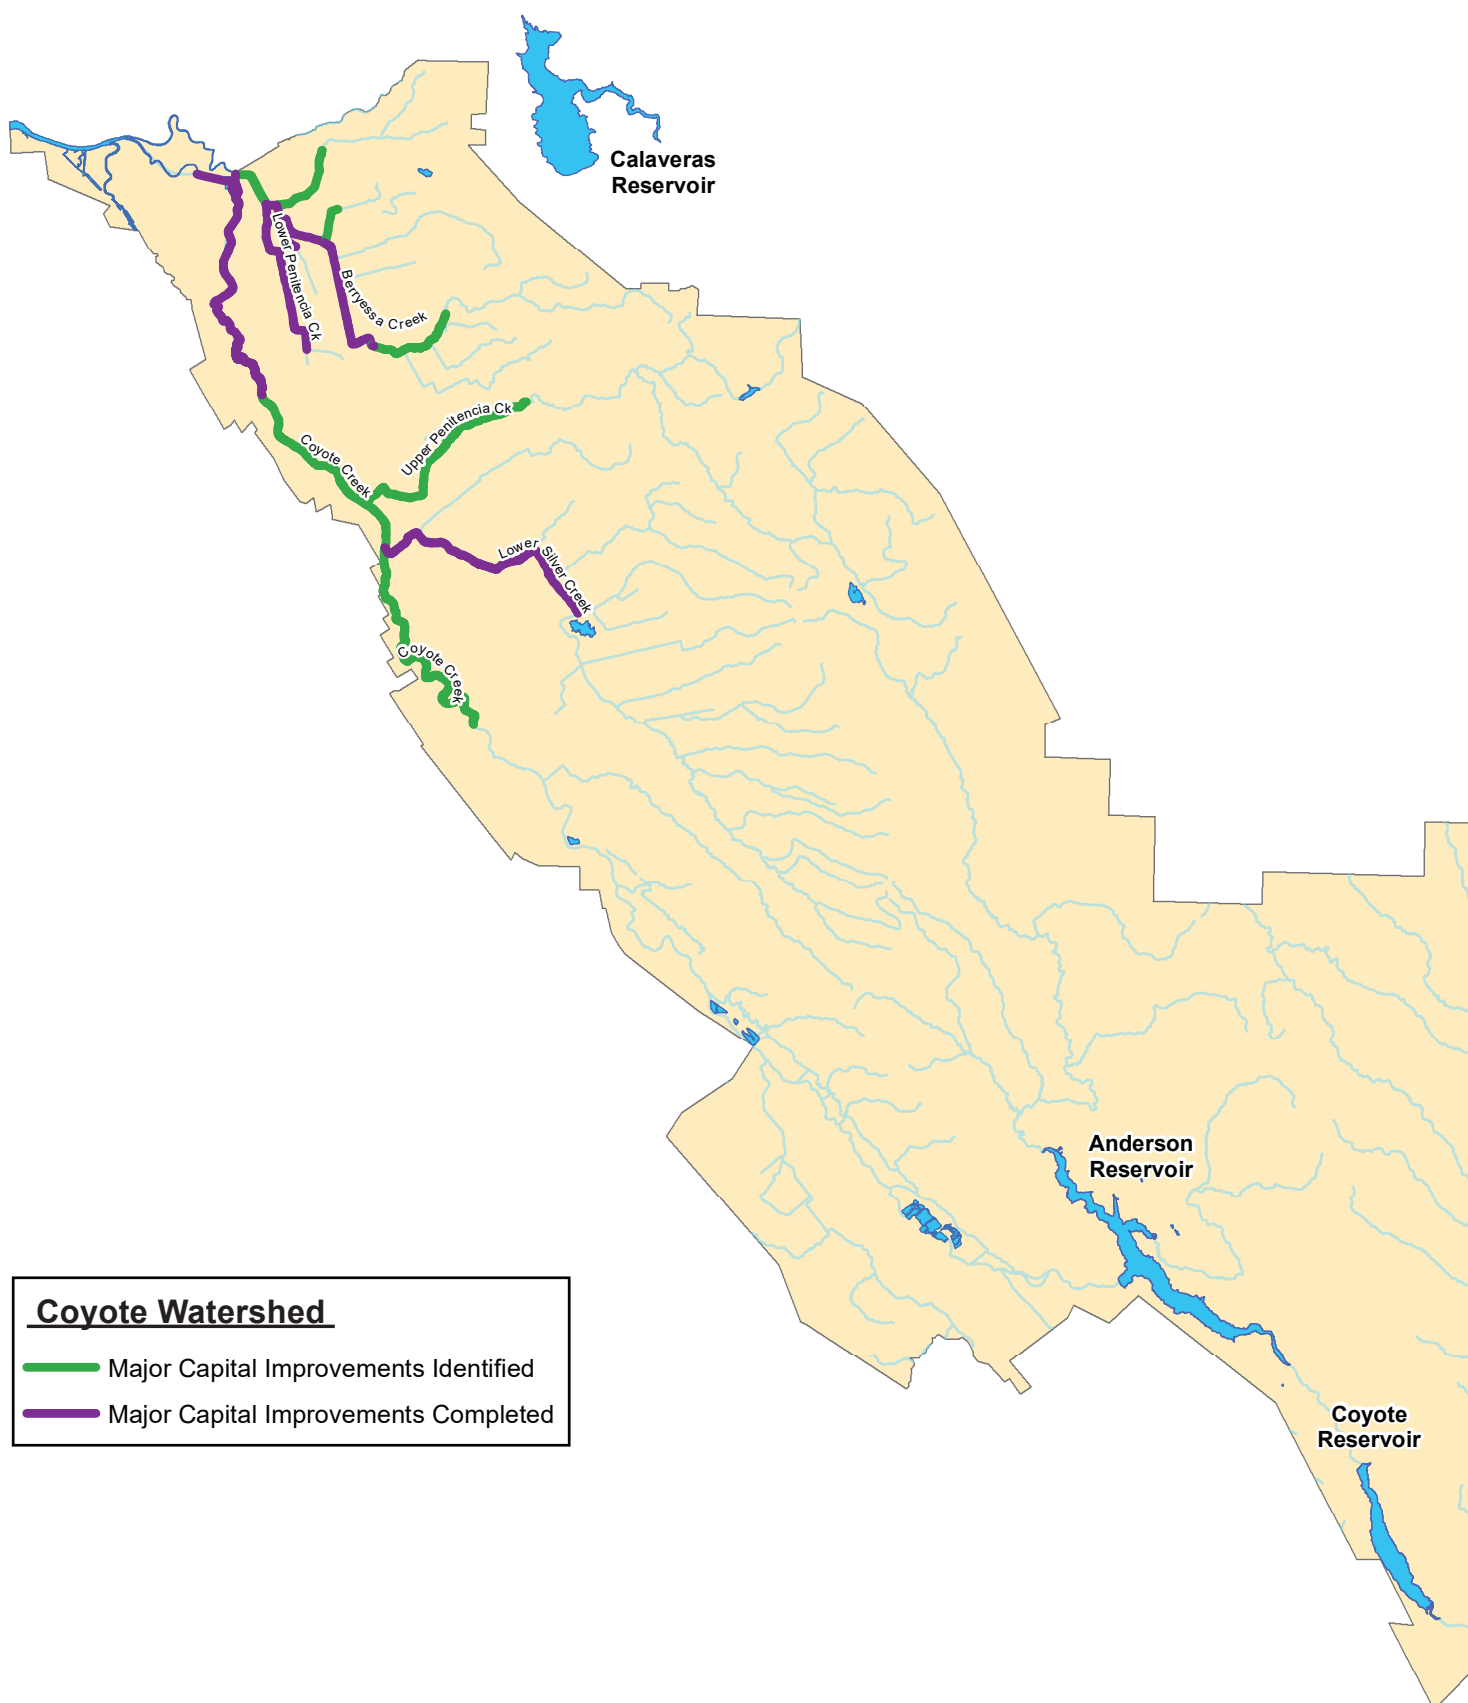 Calaveras
Reservoir
Lower Penitencia Ck
Berryessa Creek
Upper Penitencia Ck
Coyote Creek
Lower Silver Creek
Coyote Creek
Anderson
Reservoir
Coyote
Reservoir
Coyote Watershed
Major Capital Improvements Identified
Major Capital Improvements Completed